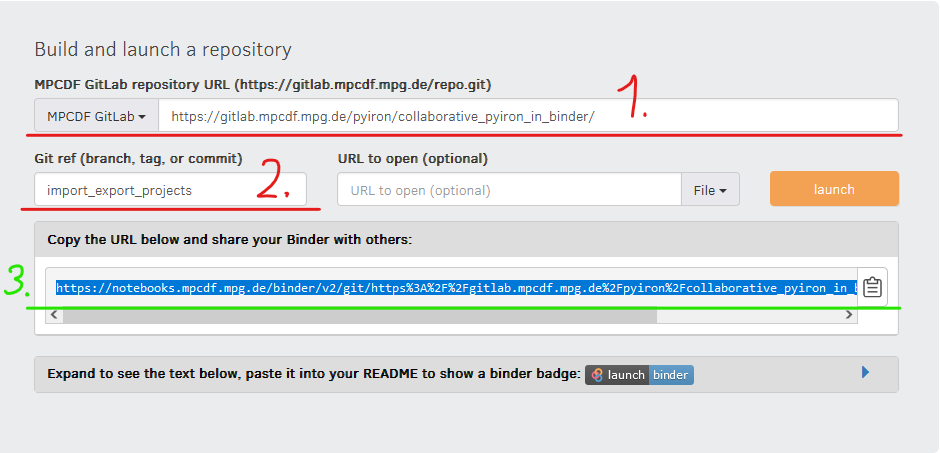 Build and launch a repository
MPCDF GitLab repository URL (https://gitlab.mpcdf.mpg.de/repo.git)
1.
MPCDF GitLab https://gitlab.mpcdf.mpg.de/pyiron/collaborative_pyiron_in_binder/
Git ref (branch, tag, or commit) URL to open (optional)
import_export_projects 2. URL to open (optional) File launch
Copy the URL below and share your Binder with others:
3. https://notebooks.mpcdf.mpg.de/binder/v2/git/https%3A%2F%2Fgitlab.mpcdf.mpg.de%2Fpyiron%2Fcollaborative_pyiron_in_b
Expand to see the text below, paste it into your README to show a binder badge: launch binder